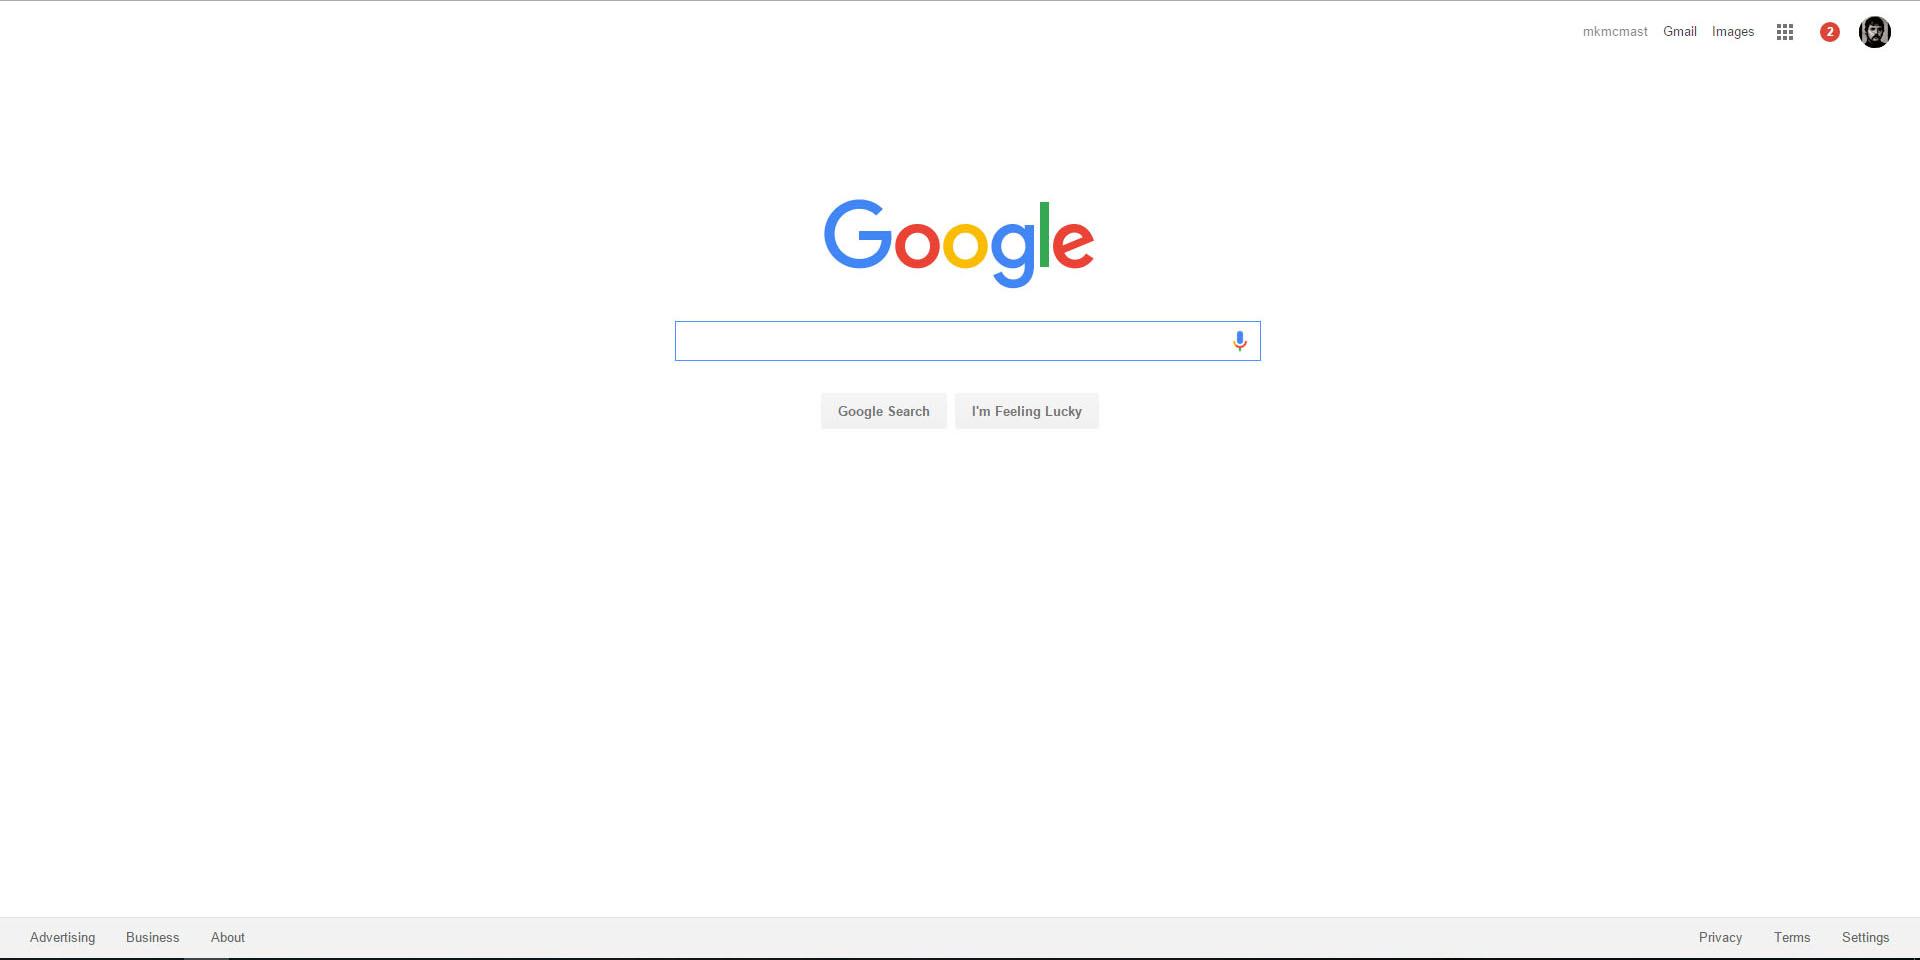 mkmcmast Gmail Images 2
Google
Google Search I'm Feeling Lucky
Advertising Business About Privacy Terms Settings